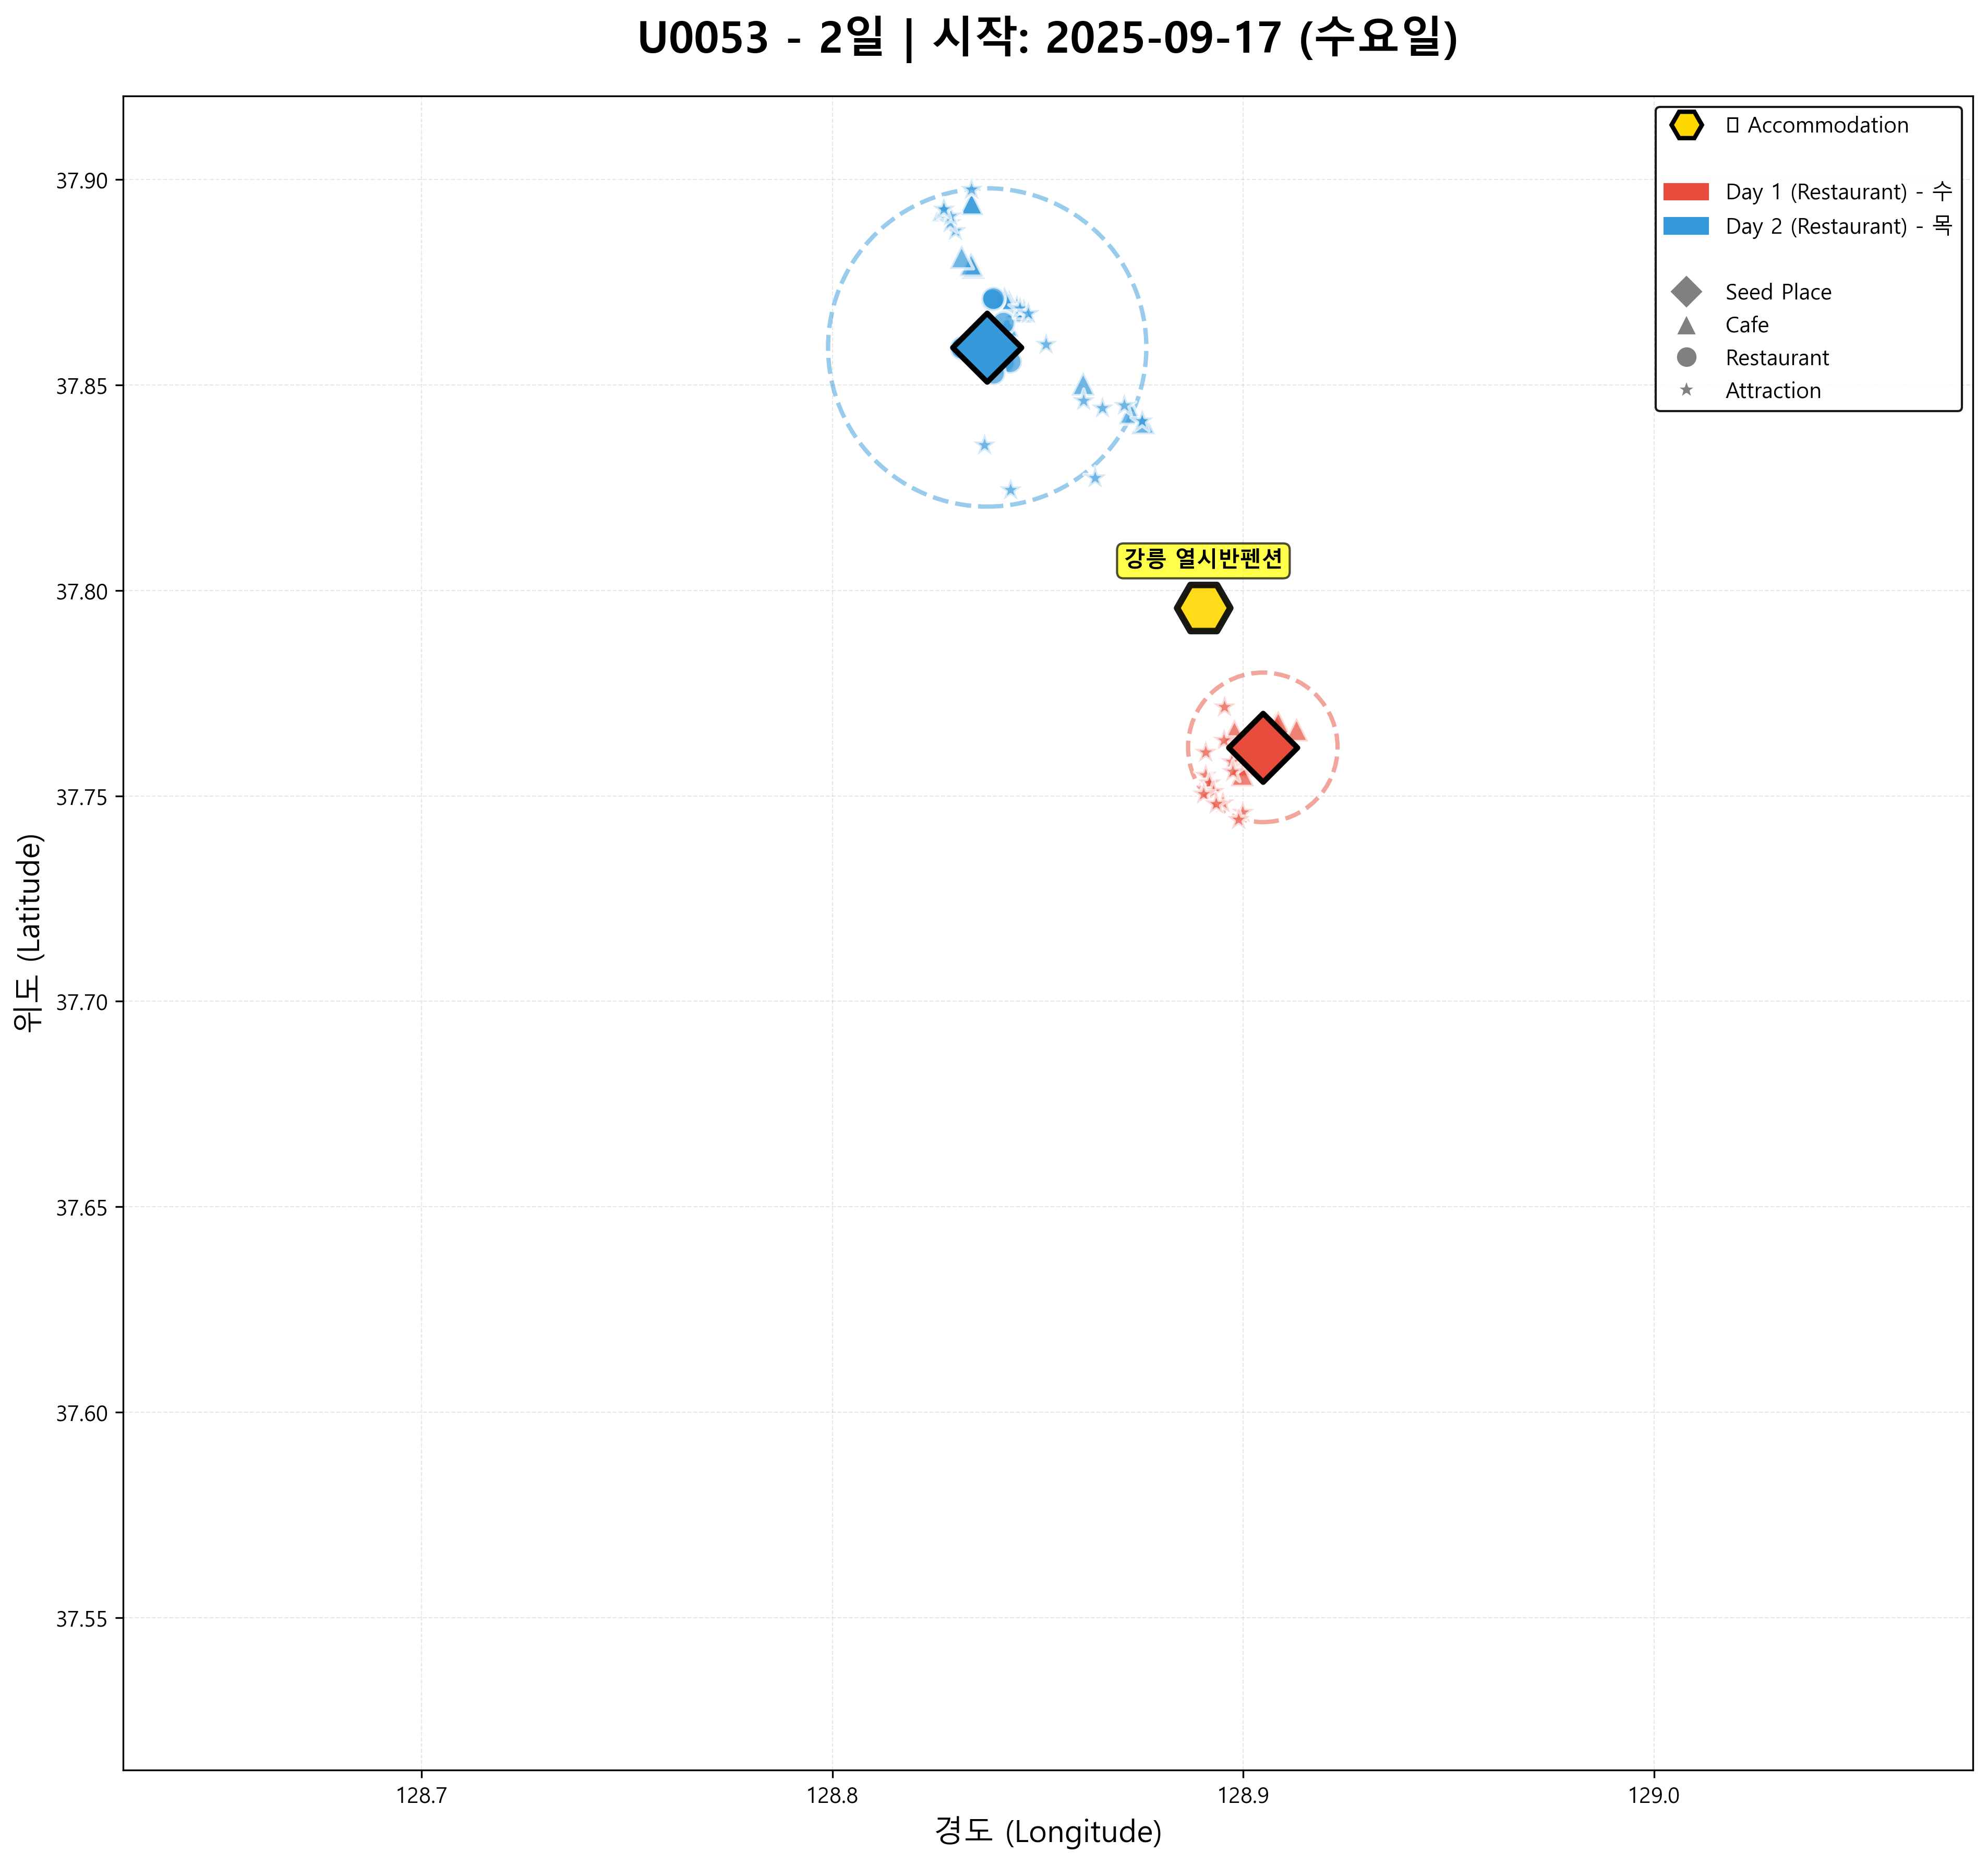 U0053 - 2일 | 시작: 2025-09-17 (수요일)
Accommodation
Day 1 (Restaurant) - 수
Day 2 (Restaurant) - 목
Seed Place
Cafe
Restaurant
Attraction
강릉 열시반펜션
위도 (Latitude)
37.90
37.85
37.80
37.75
37.70
37.65
37.60
37.55
128.7
128.8
128.9
129.0
경도 (Longitude)